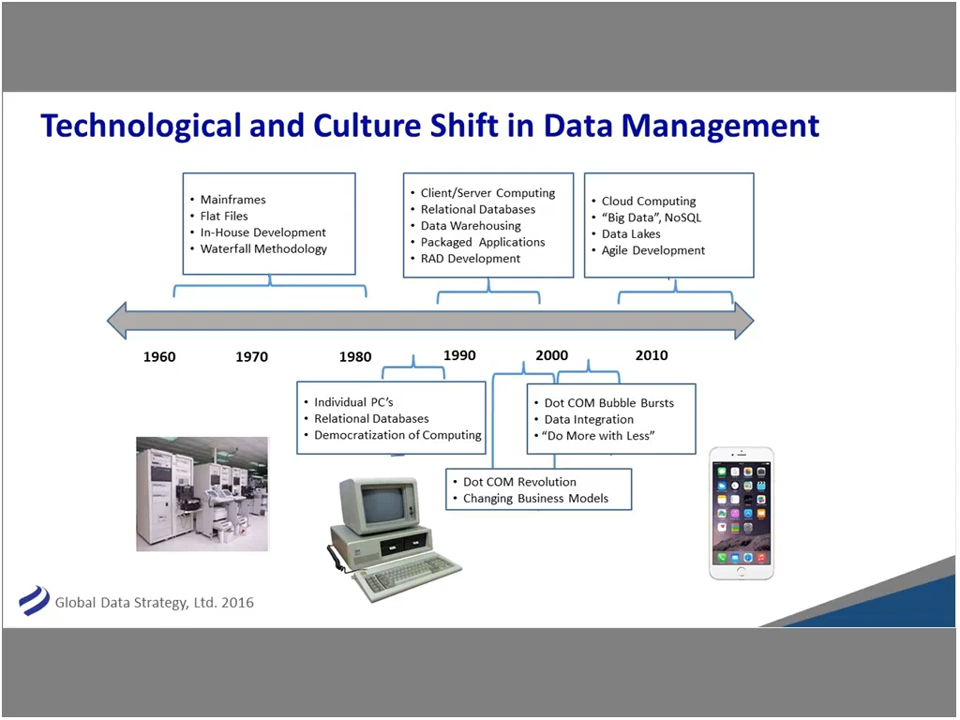 Technological and Culture Shift in Data Management
• Mainframes
• Flat Files
• In-House Development
• Waterfall Methodology
• Client/Server Computing
• Relational Databases
• Data Warehousing
• Packaged Applications
• RAD Development
• Cloud Computing
• “Big Data”, NoSQL
• Data Lakes
• Agile Development
1960 1970 1980 1990 2000 2010
• Individual PC’s
• Relational Databases
• Democratization of Computing
• Dot COM Bubble Bursts
• Data Integration
• “Do More with Less”
• Dot COM Revolution
• Changing Business Models
Global Data Strategy, Ltd. 2016